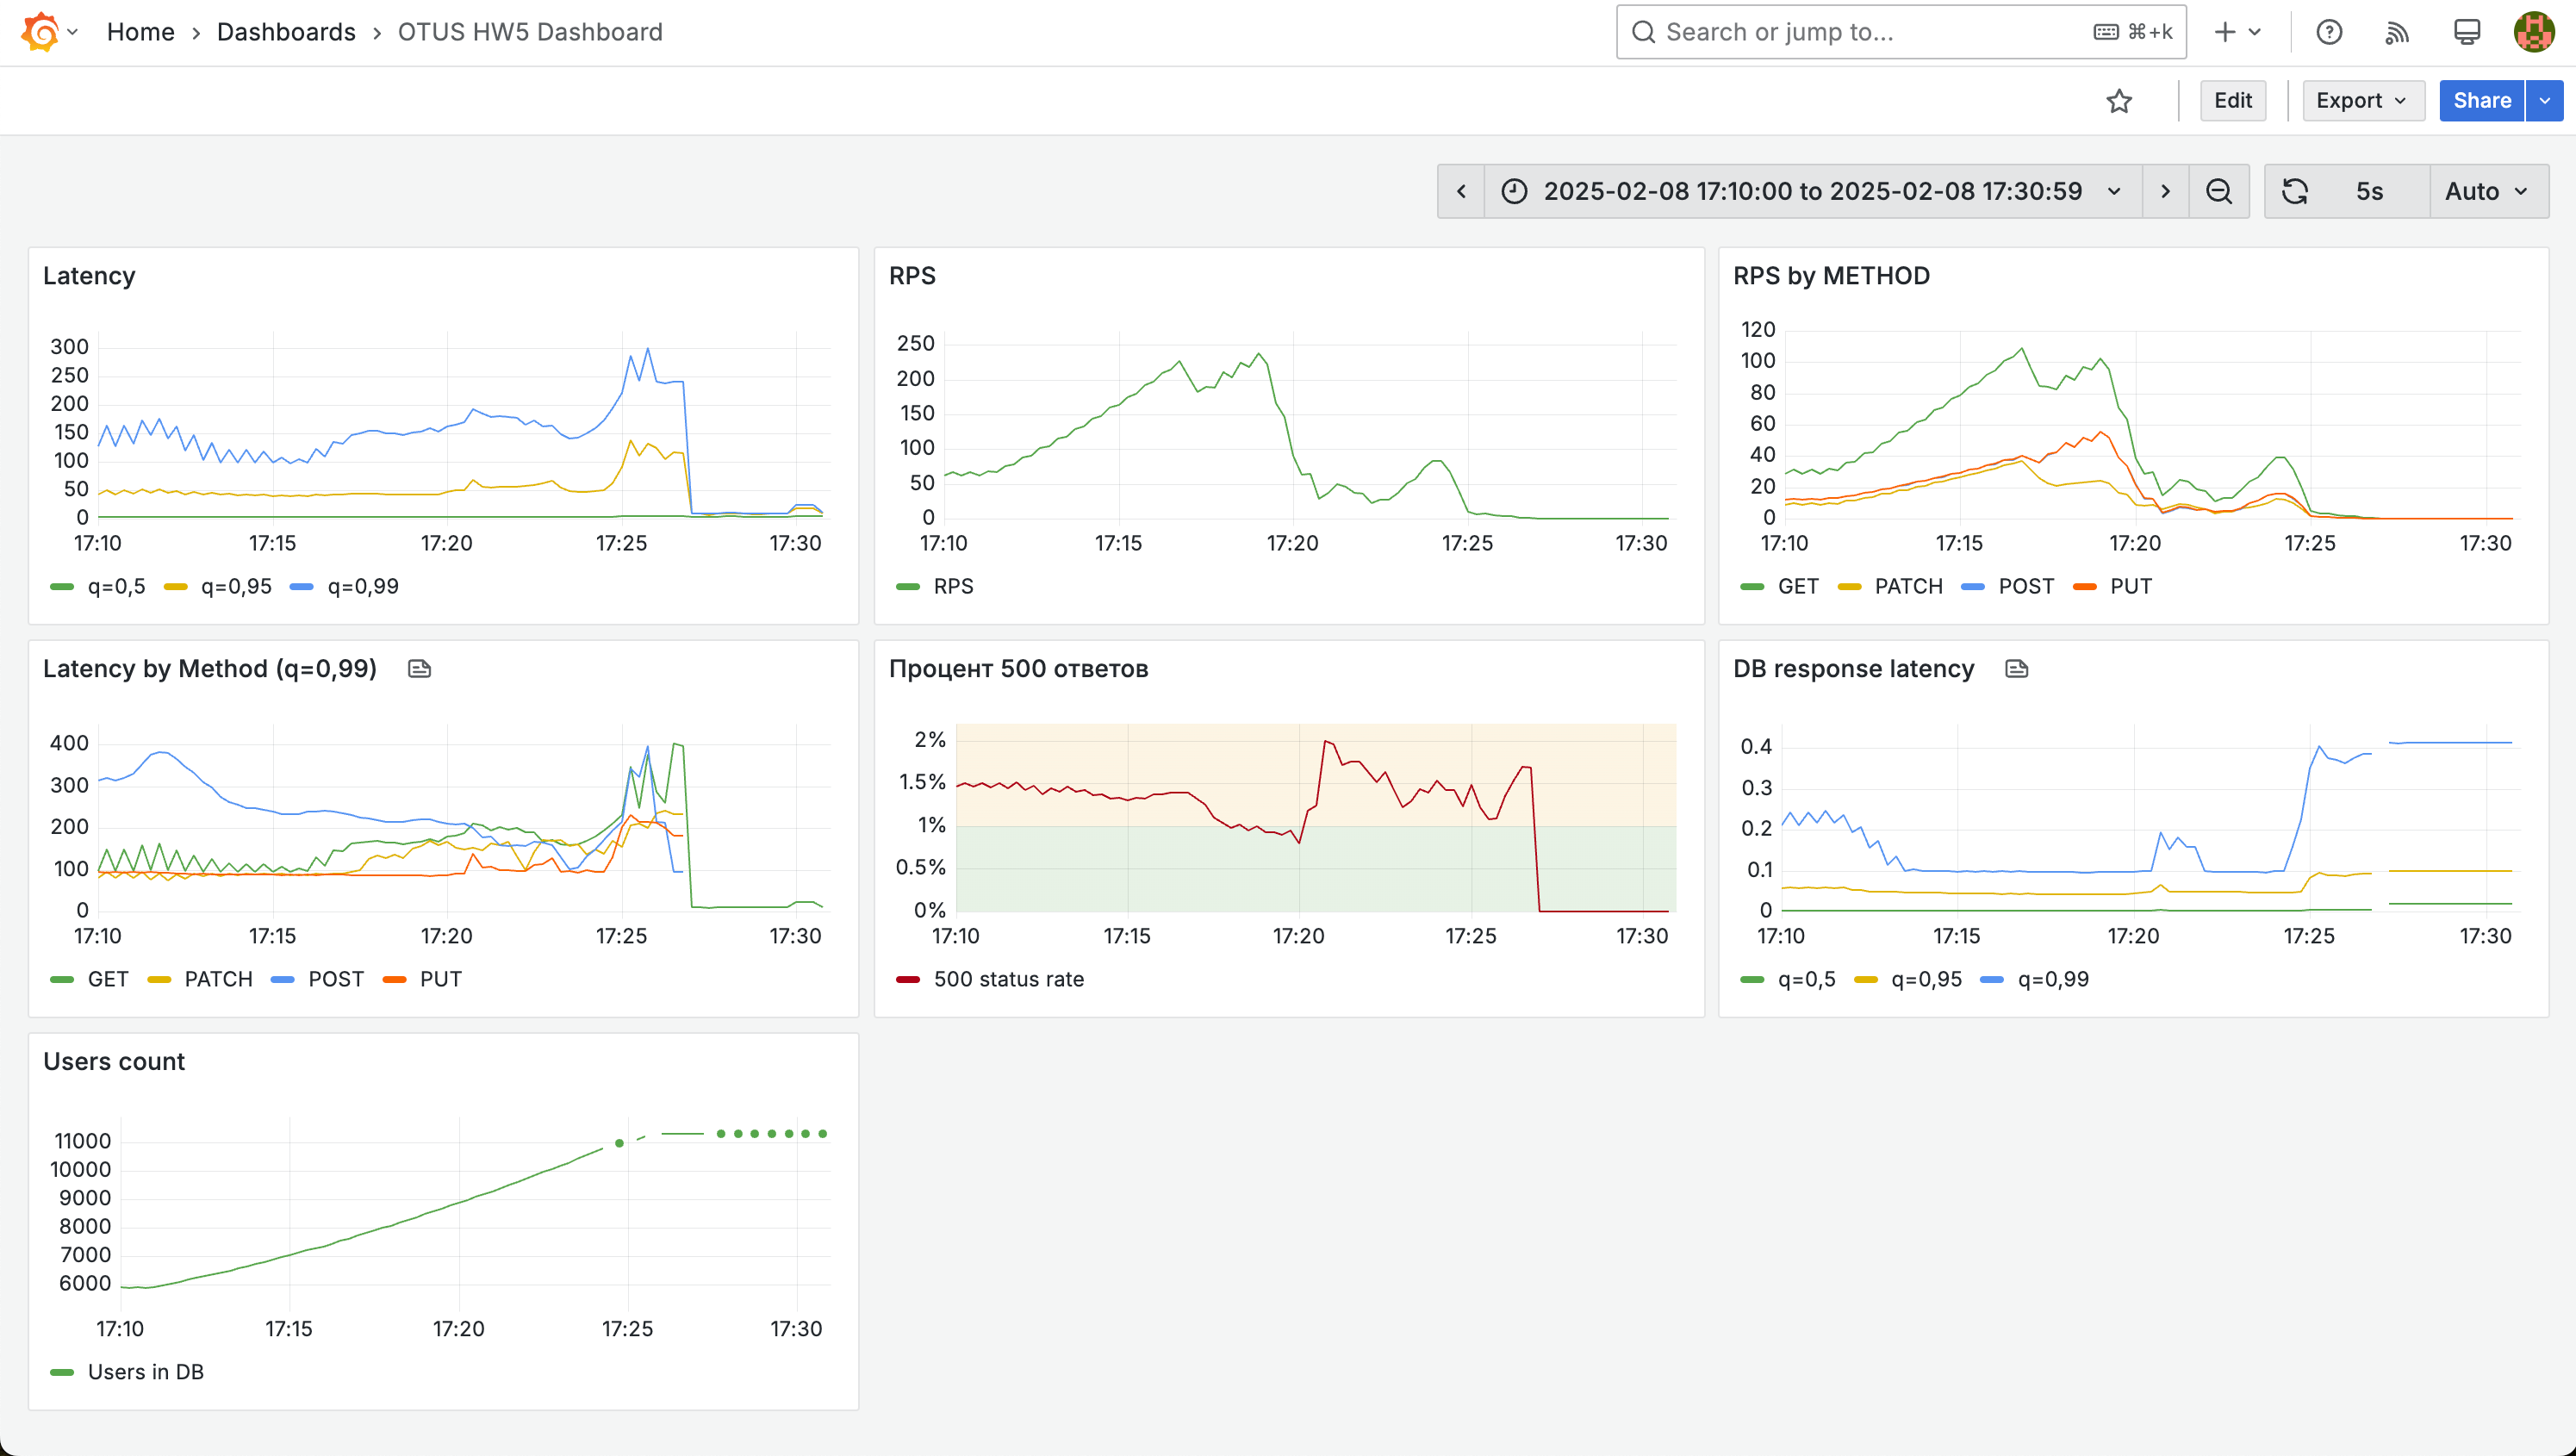 Home › Dashboards › OTUS HW5 Dashboard
Search or jump to...
⌘+k
Edit
Export
Share
2025-02-08 17:10:00 to 2025-02-08 17:30:59
5s
Auto
Latency
300
250
200
150
100
50
0
17:10 17:15 17:20 17:25 17:30
q=0,5 q=0,95 q=0,99
RPS
250
200
150
100
50
0
17:10 17:15 17:20 17:25 17:30
RPS
RPS by METHOD
120
100
80
60
40
20
0
17:10 17:15 17:20 17:25 17:30
GET PATCH POST PUT
Latency by Method (q=0,99)
400
300
200
100
0
17:10 17:15 17:20 17:25 17:30
GET PATCH POST PUT
Процент 500 ответов
2%
1.5%
1%
0.5%
0%
17:10 17:15 17:20 17:25 17:30
500 status rate
DB response latency
0.4
0.3
0.2
0.1
0
17:10 17:15 17:20 17:25 17:30
q=0,5 q=0,95 q=0,99
Users count
11000
10000
9000
8000
7000
6000
17:10 17:15 17:20 17:25 17:30
Users in DB